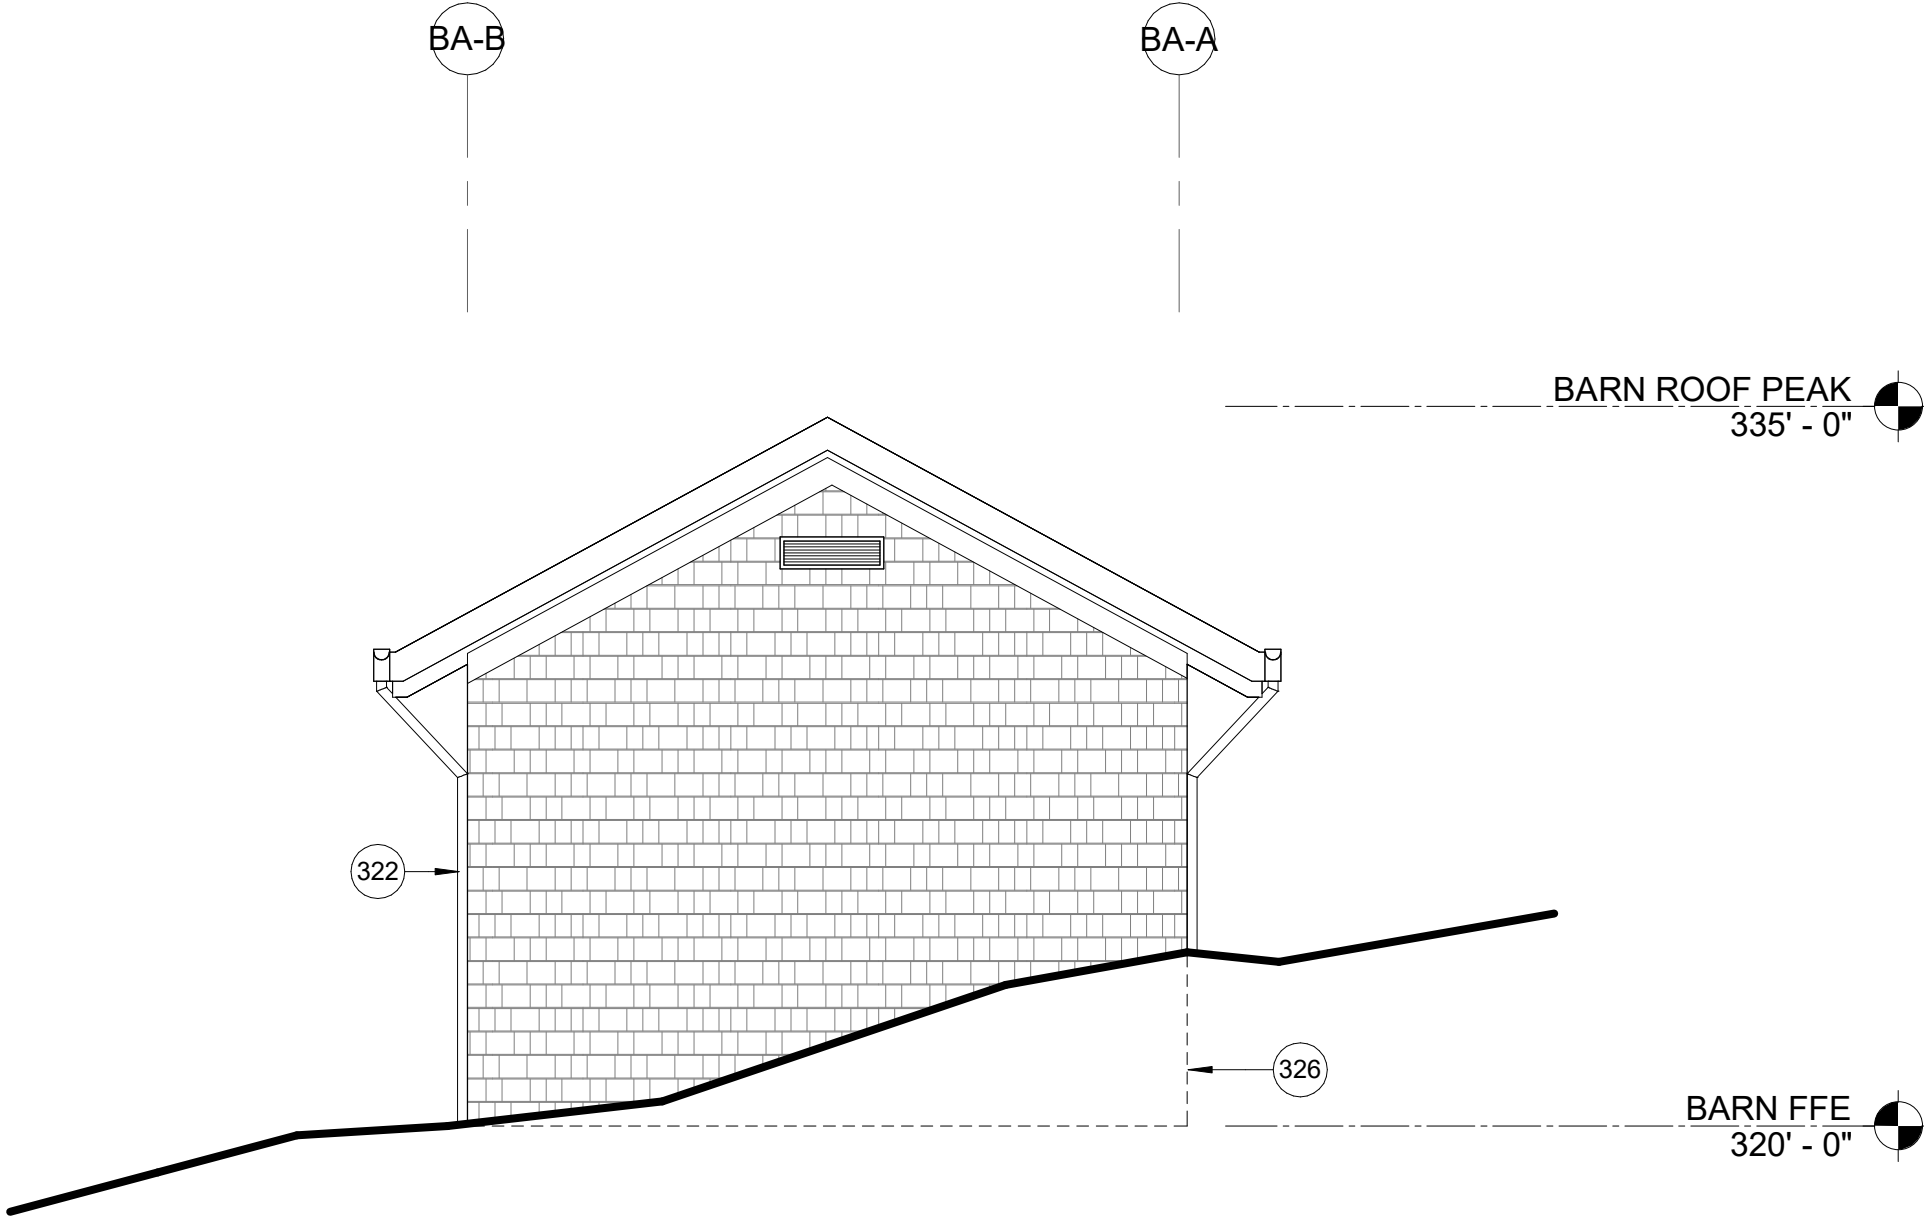 BA-B
BA-A
BARN ROOF PEAK
335' - 0"
322
326
BARN FFE
320' - 0"